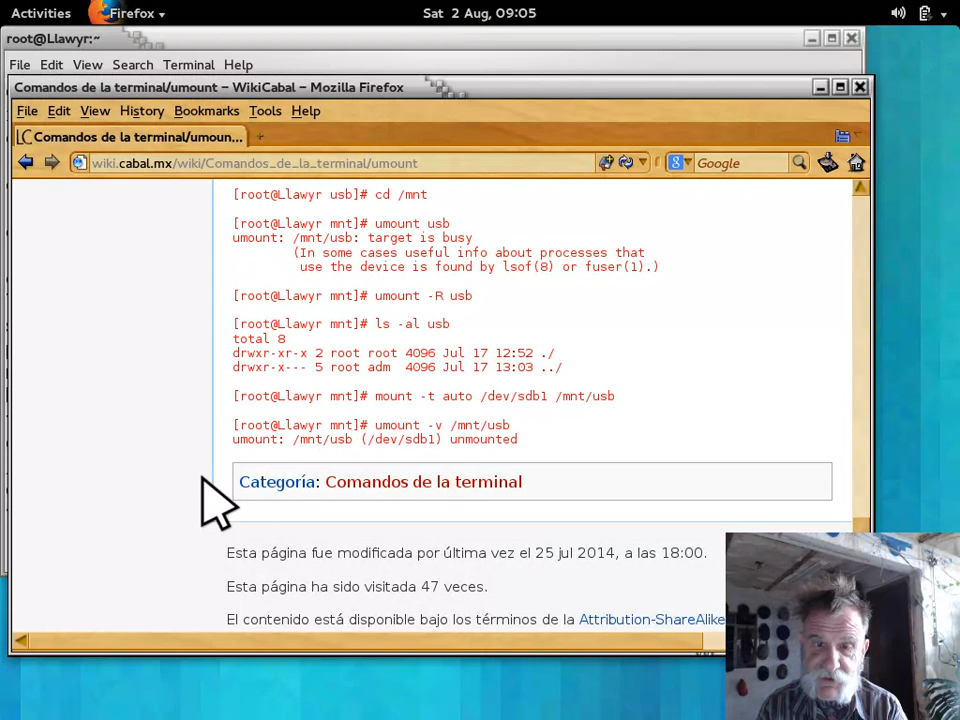 Activities Firefox Sat 2 Aug, 09:05
root@Llawyr:~
File Edit View Search Terminal Help
Comandos de la terminal/umount – WikiCabal – Mozilla Firefox
File Edit View History Bookmarks Tools Help
Comandos de la terminal/umoun...
wiki.cabal.mx/wiki/Comandos_de_la_terminal/umount Google
[root@Llawyr usb]# cd /mnt
[root@Llawyr mnt]# umount usb
umount: /mnt/usb: target is busy
(In some cases useful info about processes that
use the device is found by lsof(8) or fuser(1).)
[root@Llawyr mnt]# umount -R usb
[root@Llawyr mnt]# ls -al usb
total 8
drwxr-xr-x 2 root root 4096 Jul 17 12:52 ./
drwxr-x--- 5 root adm 4096 Jul 17 13:03 ../
[root@Llawyr mnt]# mount -t auto /dev/sdb1 /mnt/usb
[root@Llawyr mnt]# umount -v /mnt/usb
umount: /mnt/usb (/dev/sdb1) unmounted
Categoría: Comandos de la terminal
Esta página fue modificada por última vez el 25 jul 2014, a las 18:00.
Esta página ha sido visitada 47 veces.
El contenido está disponible bajo los términos de la Attribution-ShareAlike